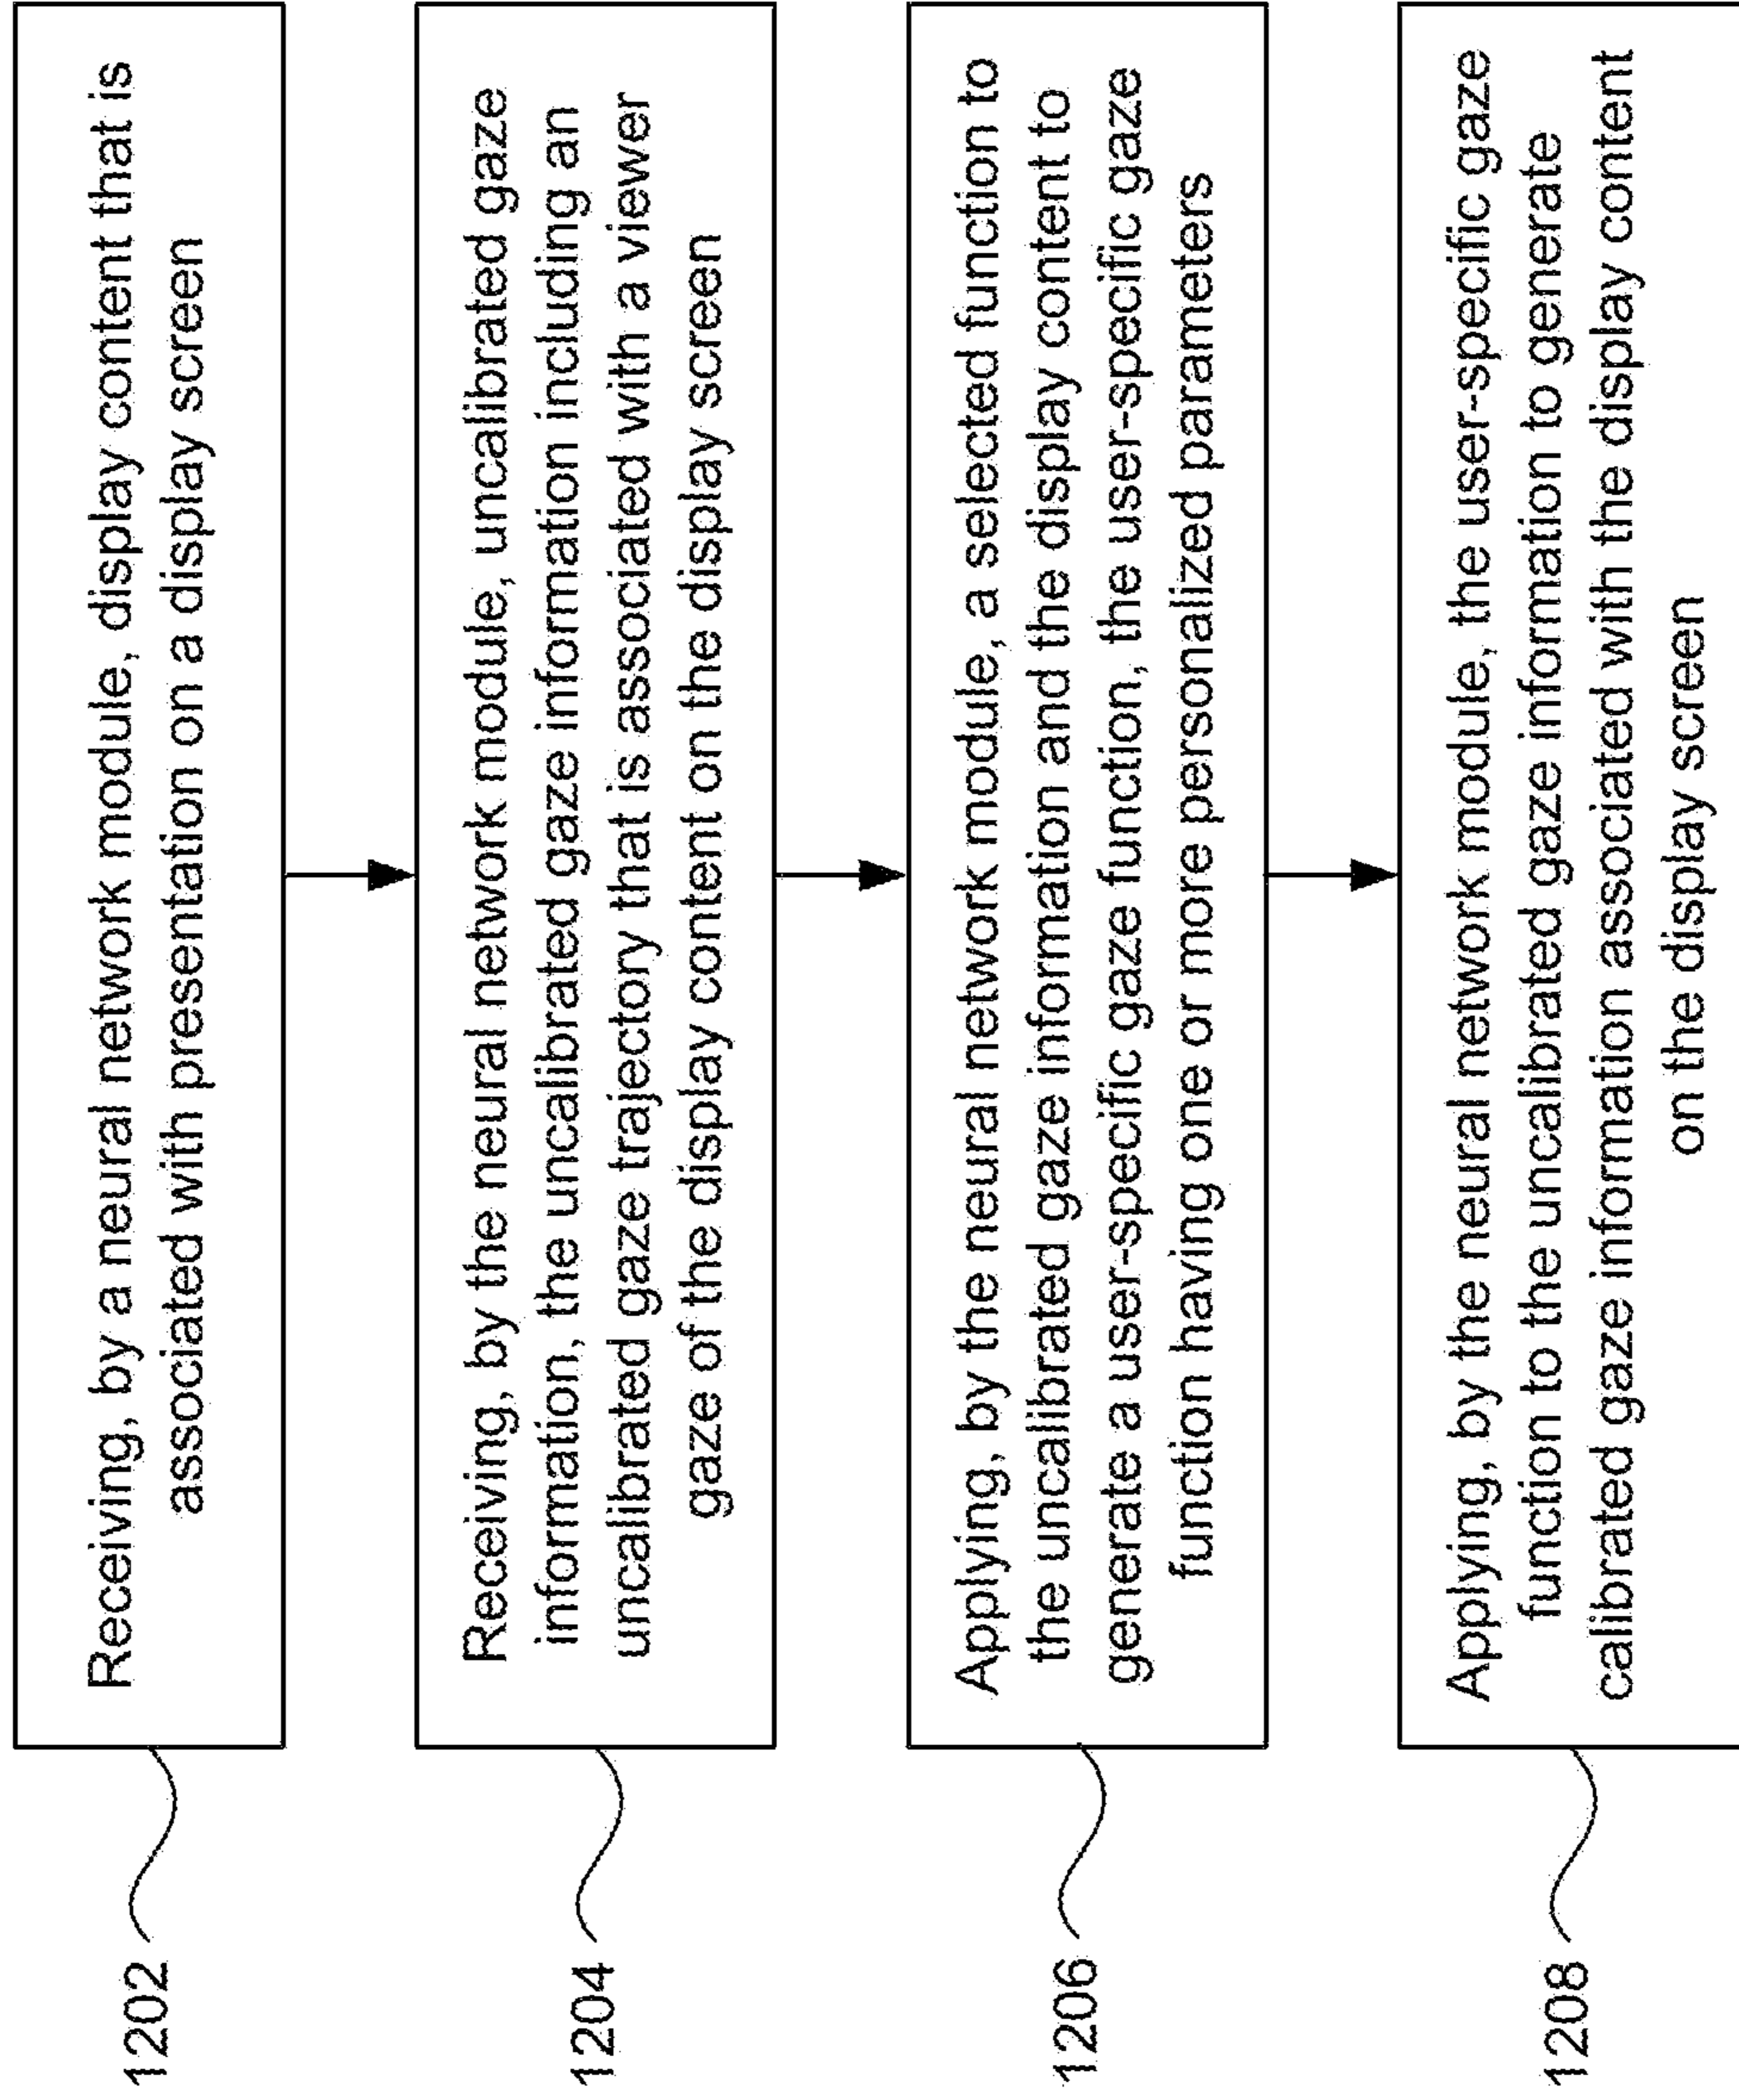 1202
Receiving, by a neural network module, display content that is
associated with presentation on a display screen
1204
Receiving, by the neural network module, uncalibrated gaze
information, the uncalibrated gaze information including an
uncalibrated gaze trajectory that is associated with a viewer
gaze of the display content on the display screen
1206
Applying, by the neural network module, a selected function to
the uncalibrated gaze information and the display content to
generate a user-specific gaze function, the user-specific gaze
function having one or more personalized parameters
1208
Applying, by the neural network module, the user-specific gaze
function to the uncalibrated gaze information to generate
calibrated gaze information associated with the display content
on the display screen